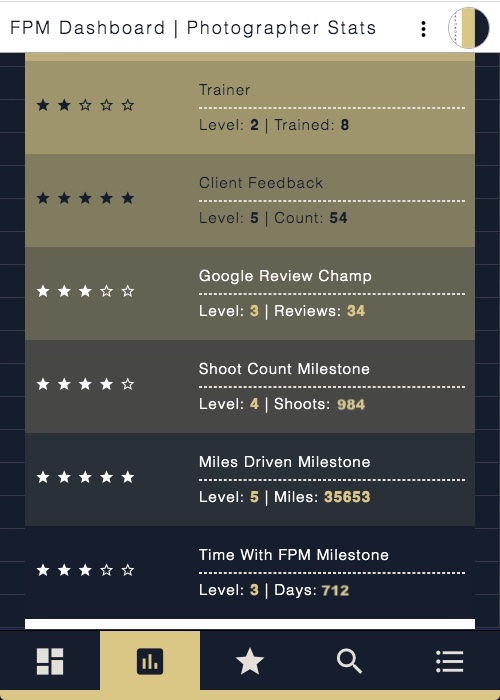 FPM Dashboard | Photographer Stats
Trainer
Level: 2 | Trained: 8
Client Feedback
Level: 5 | Count: 54
Google Review Champ
Level: 3 | Reviews: 34
Shoot Count Milestone
Level: 4 | Shoots: 984
Miles Driven Milestone
Level: 5 | Miles: 35653
Time With FPM Milestone
Level: 3 | Days: 712